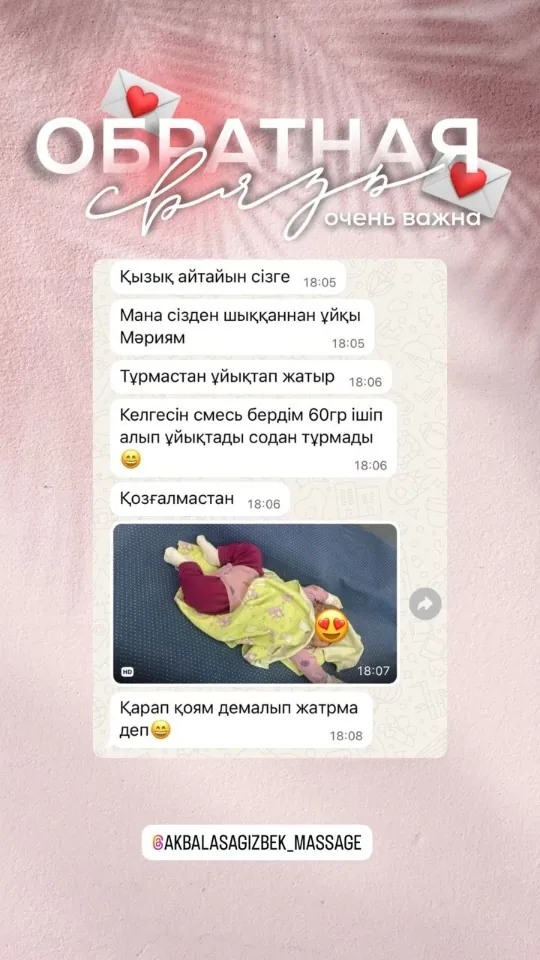 ОБРАТНАЯ
связь
очень важна
Қызық айтайын сізге 18:05
Мана сізден шыққаннан ұйқы
Мәриям 18:05
Тұрмастан ұйықтап жатыр 18:06
Келгесін смесь бердім 60гр ішіп
алып ұйықтады содан тұрмады
😄 18:06
Қозғалмастан 18:06
HD 18:07
Қарап қоям демалып жатрма
деп😄 18:08
@AKBALASAGIZBEK_MASSAGE